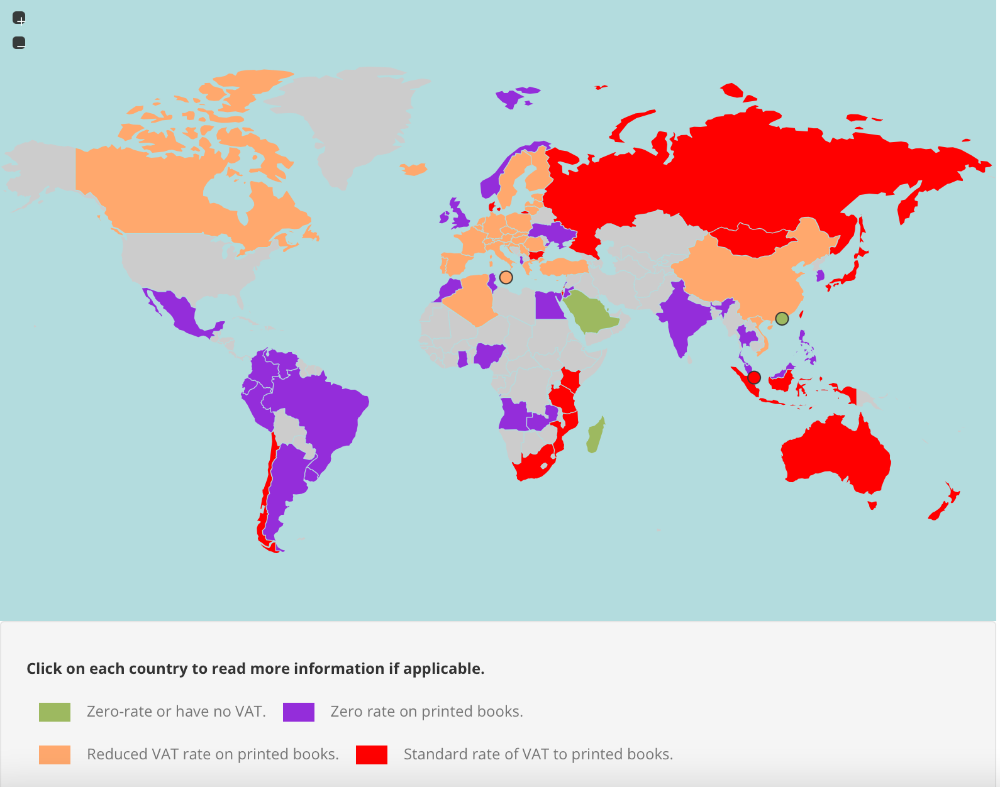 Click on each country to read more information if applicable.
Zero-rate or have no VAT. Zero rate on printed books.
Reduced VAT rate on printed books. Standard rate of VAT to printed books.